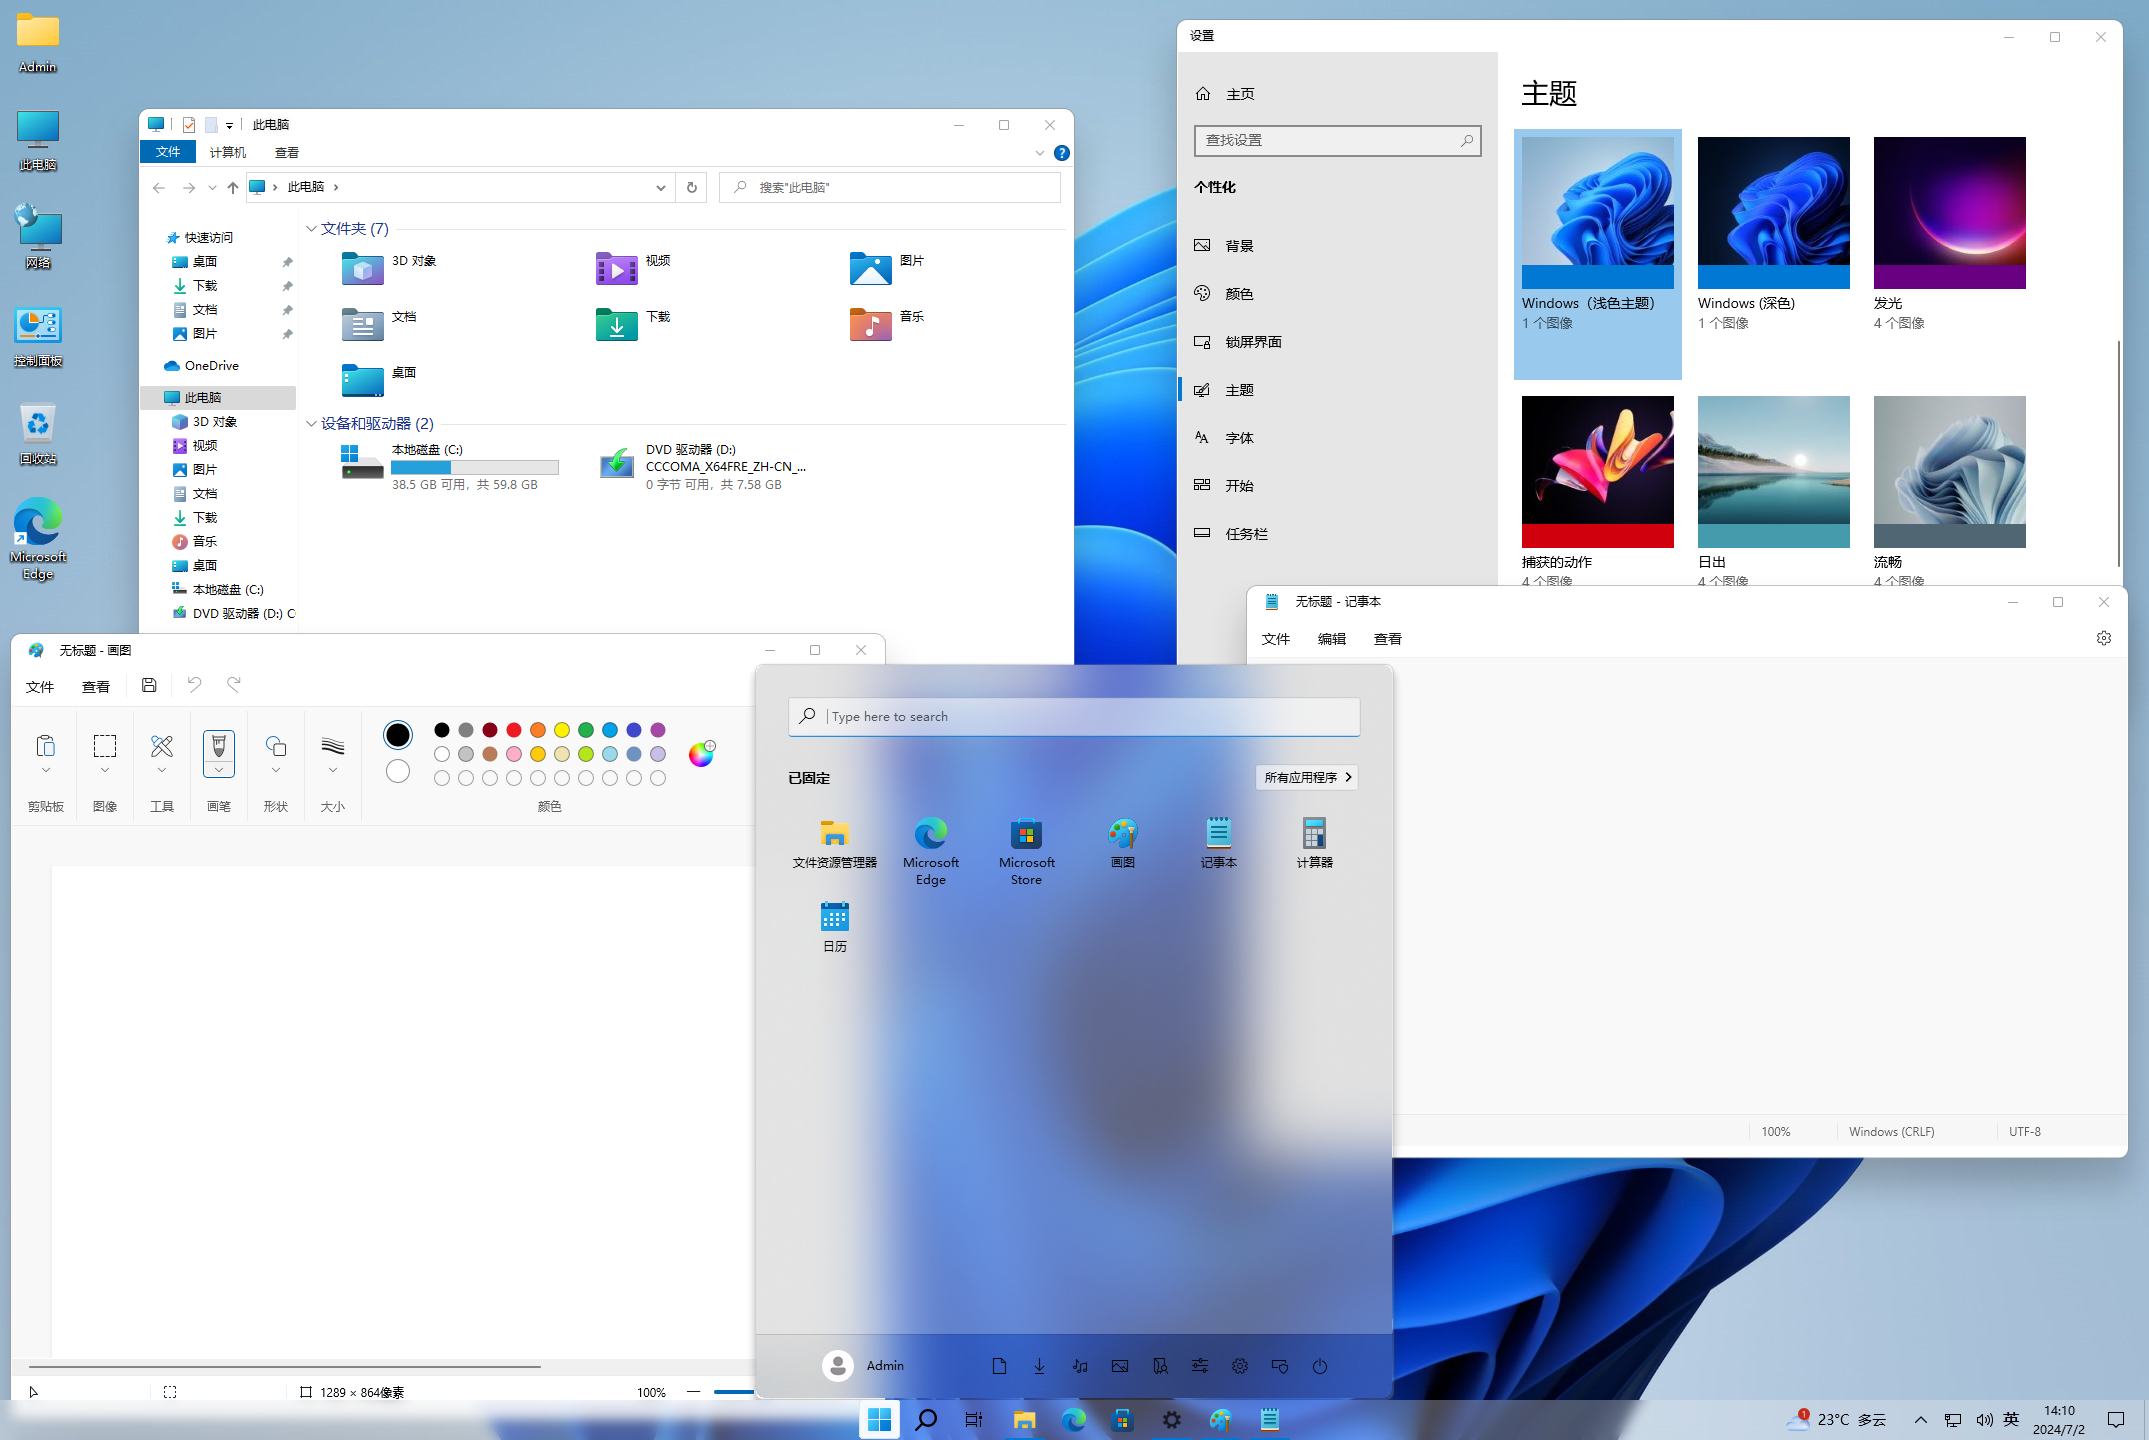 Admin
此电脑
网络
控制面板
回收站
Microsoft
Edge
此电脑
文件 计算机 查看
此电脑
搜索"此电脑"
快速访问
桌面
下载
文档
图片
OneDrive
此电脑
3D 对象
视频
图片
文档
下载
音乐
桌面
本地磁盘 (C:)
DVD 驱动器 (D:) C
文件夹 (7)
3D 对象
视频
图片
文档
下载
音乐
桌面
设备和驱动器 (2)
本地磁盘 (C:)
38.5 GB 可用，共 59.8 GB
DVD 驱动器 (D:)
CCCOMA_X64FRE_ZH-CN_...
0 字节 可用，共 7.58 GB
设置
主页
查找设置
个性化
背景
颜色
锁屏界面
主题
字体
开始
任务栏
主题
Windows（浅色主题）
1 个图像
Windows (深色)
1 个图像
发光
4 个图像
捕获的动作
4 个图像
日出
4 个图像
流畅
4 个图像
无标题 - 记事本
文件 编辑 查看
100% Windows (CRLF) UTF-8
无标题 - 画图
文件 查看
剪贴板 图像 工具 画笔 形状 大小 颜色
1289 × 864像素
100%
Type here to search
已固定
所有应用程序
文件资源管理器
Microsoft
Edge
Microsoft
Store
画图
记事本
计算器
日历
Admin
1
23°C 多云
英
14:10
2024/7/2